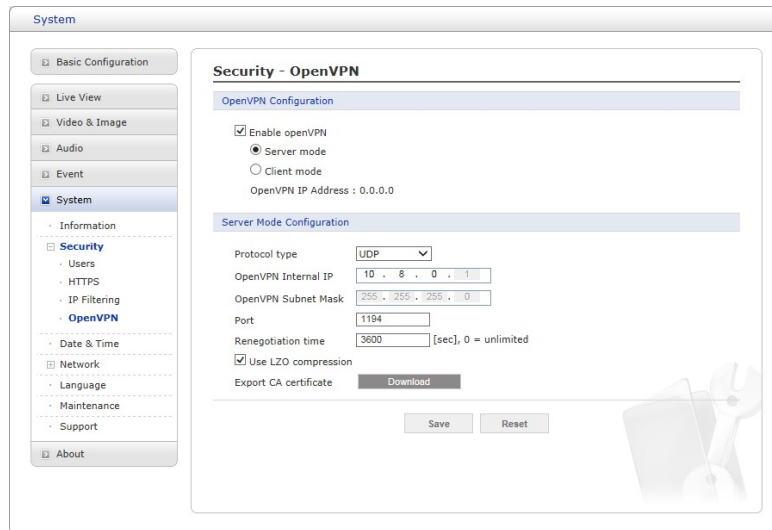 System
Basic Configuration
Live View
Video & Image
Audio
Event
System
Information
Security
Users
HTTPS
IP Filtering
OpenVPN
Date & Time
Network
Language
Maintenance
Support
About
Security - OpenVPN
OpenVPN Configuration
Enable openVPN
Server mode
Client mode
OpenVPN IP Address : 0.0.0.0
Server Mode Configuration
Protocol type UDP
OpenVPN Internal IP 10 . 8 . 0 . 1
OpenVPN Subnet Mask 255 . 255 . 255 . 0
Port 1194
Renegotiation time 3600 [sec], 0 = unlimited
Use LZO compression
Export CA certificate Download
Save Reset